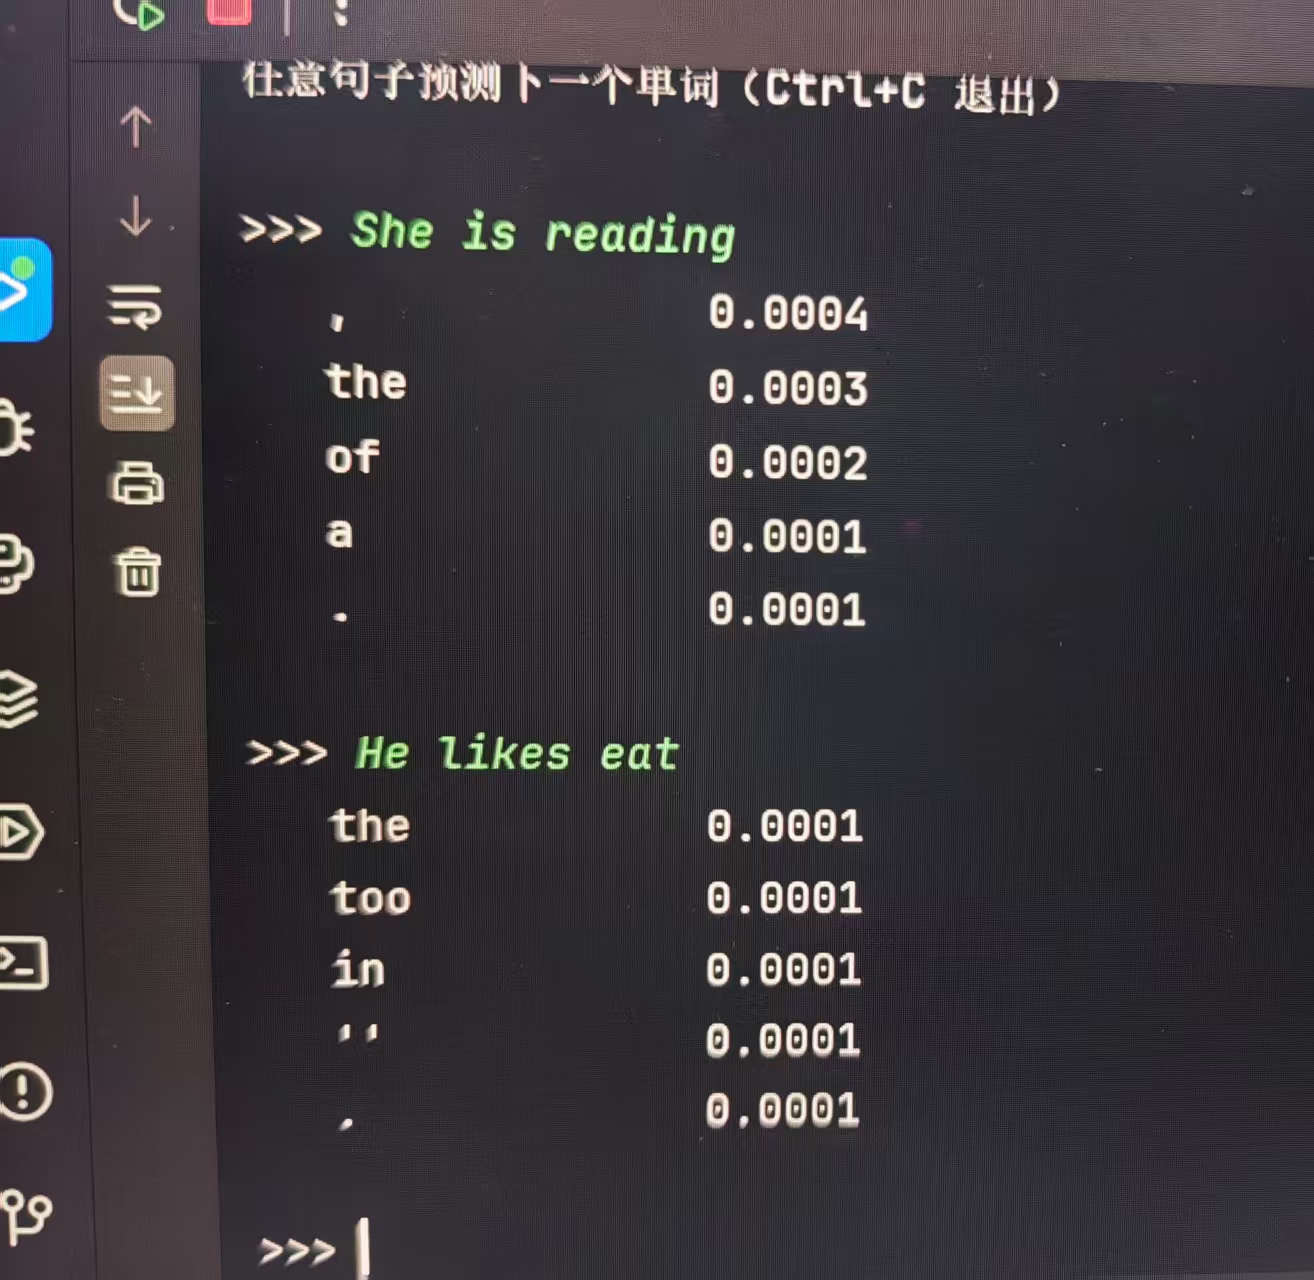 任意句子预测下一个单词（Ctrl+C 退出）
>>> She is reading
, 0.0004
the 0.0003
of 0.0002
a 0.0001
. 0.0001
>>> He likes eat
the 0.0001
too 0.0001
in 0.0001
'' 0.0001
, 0.0001
>>>